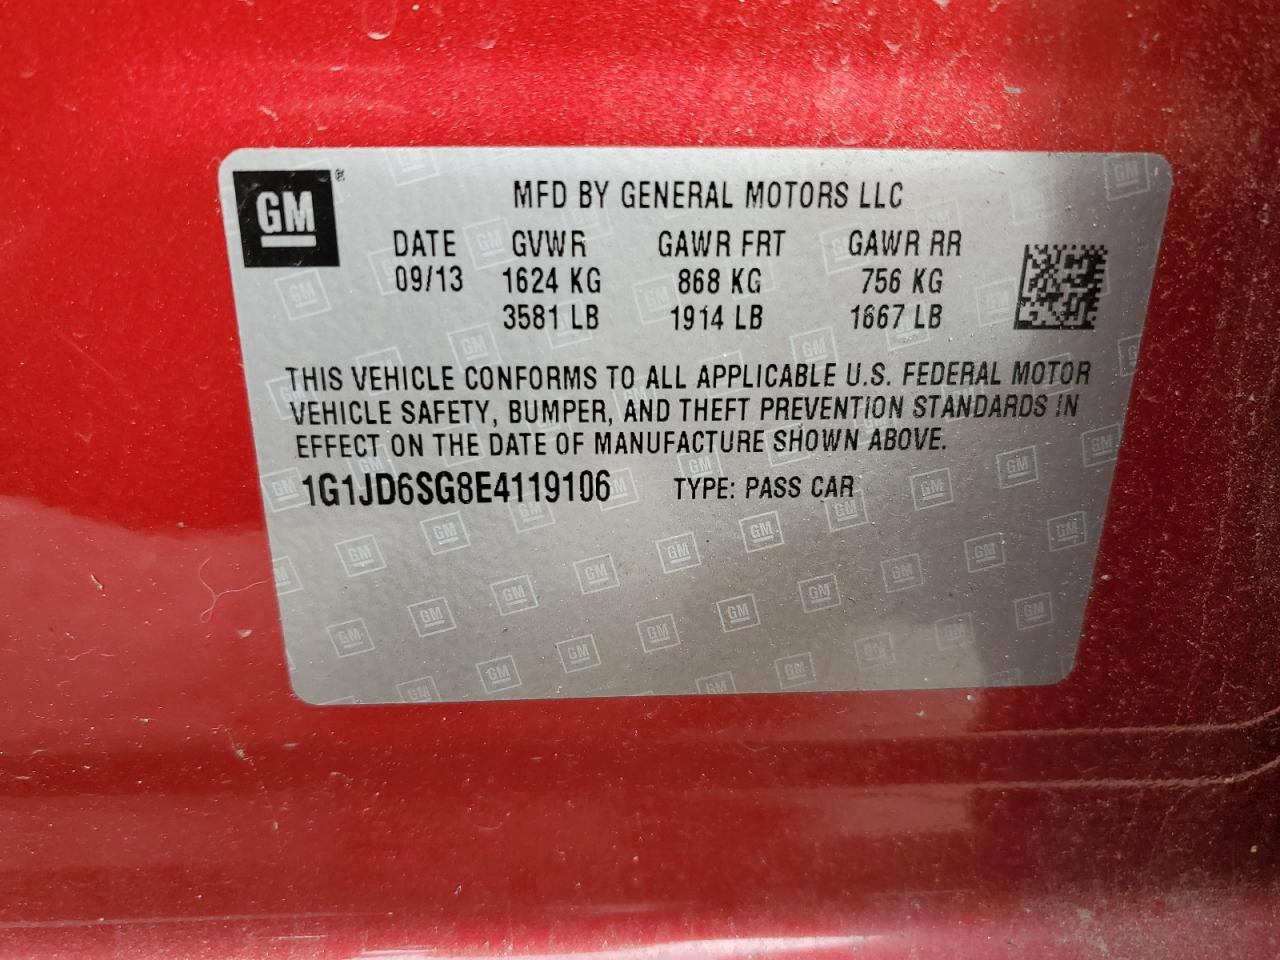 GM®
MFD BY GENERAL MOTORS LLC
DATE GVWR GAWR FRT GAWR RR
09/13 1624 KG 868 KG 756 KG
3581 LB 1914 LB 1667 LB
THIS VEHICLE CONFORMS TO ALL APPLICABLE U.S. FEDERAL MOTOR
VEHICLE SAFETY, BUMPER, AND THEFT PREVENTION STANDARDS IN
EFFECT ON THE DATE OF MANUFACTURE SHOWN ABOVE.
1G1JD6SG8E4119106 TYPE: PASS CAR